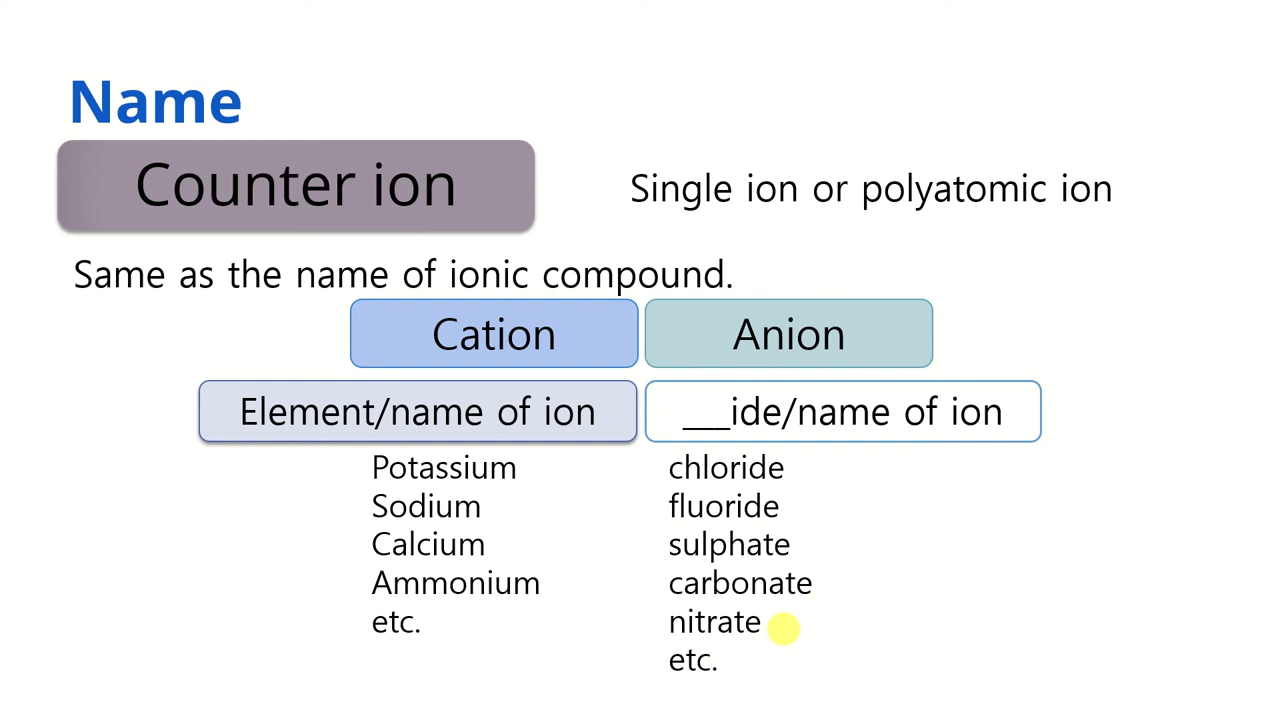 Name
Counter ion
Single ion or polyatomic ion
Same as the name of ionic compound.
Cation
Anion
Element/name of ion
___ide/name of ion
Potassium
Sodium
Calcium
Ammonium
etc.
chloride
fluoride
sulphate
carbonate
nitrate
etc.